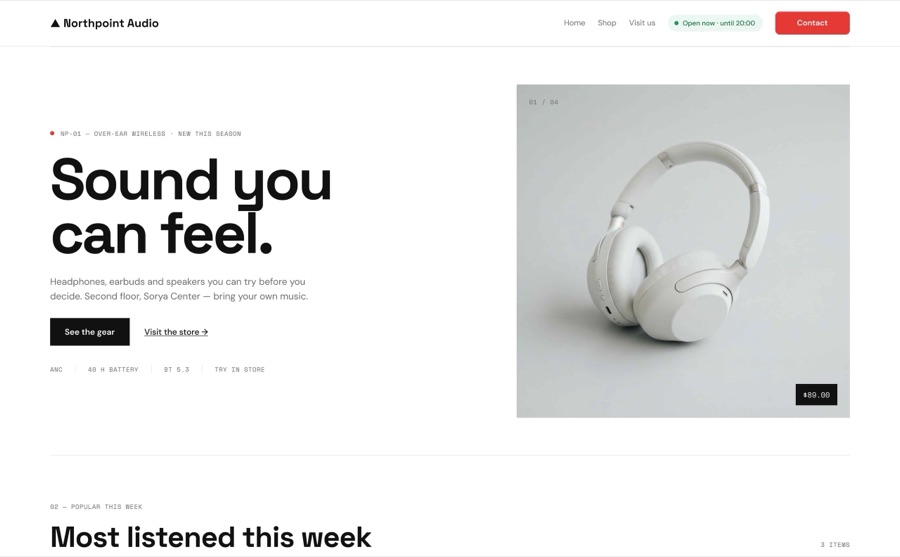 ▲ Northpoint Audio
Home
Shop
Visit us
Open now · until 20:00
Contact
NP-01 — OVER-EAR WIRELESS · NEW THIS SEASON
Sound you
can feel.
Headphones, earbuds and speakers you can try before you
decide. Second floor, Sorya Center — bring your own music.
See the gear
Visit the store →
ANC
40 H BATTERY
BT 5.3
TRY IN STORE
01 / 04
$89.00
02 — POPULAR THIS WEEK
Most listened this week
3 ITEMS